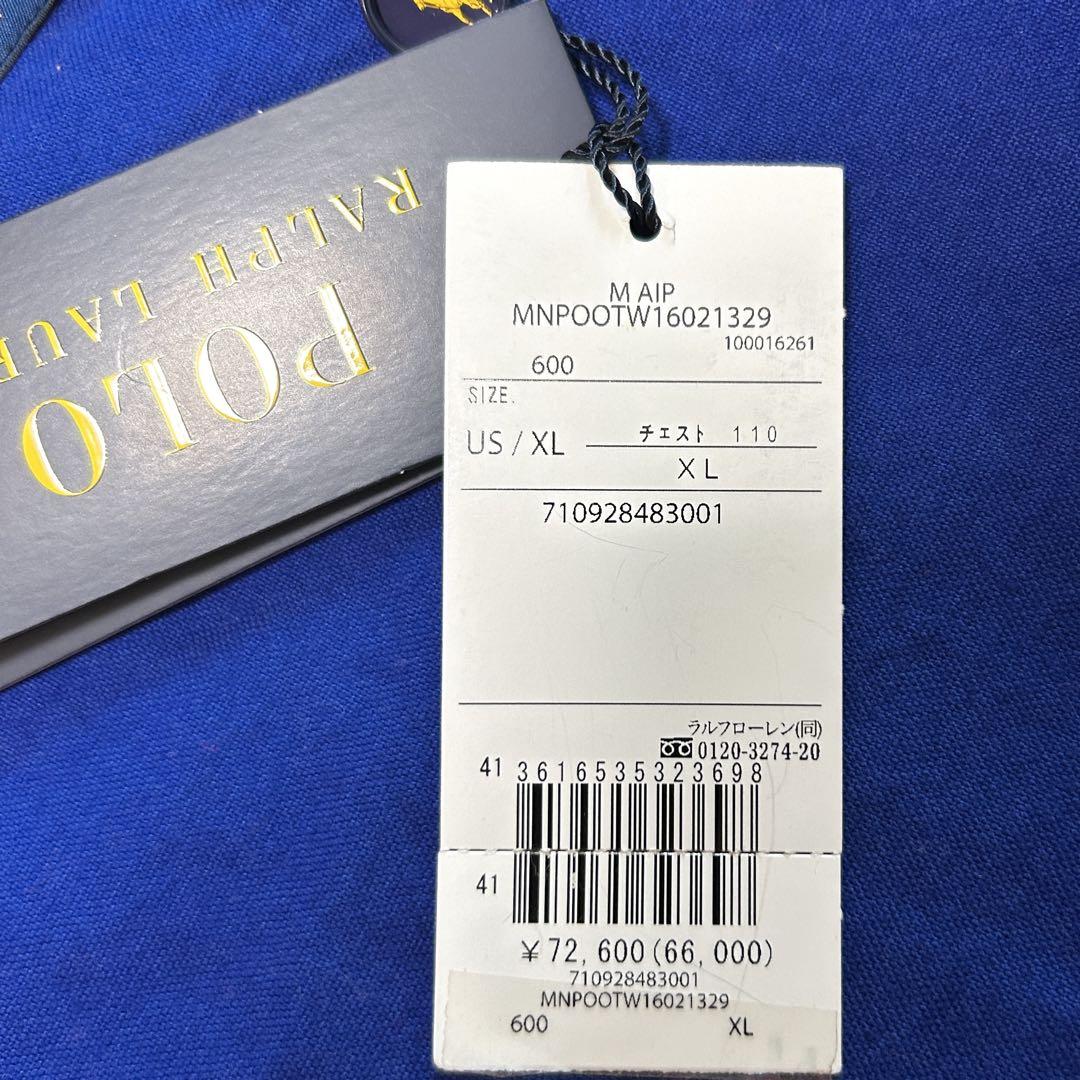 POLO
RALPH LAUR
M AIP
MNPOOTW16021329
100016261
600
SIZE.
US / XL
チェスト 110
XL
710928483001
ラルフローレン(同)
0120-3274-20
41 3616535323698
41
￥72,600(66,000)
710928483001
MNPOOTW16021329
600 XL